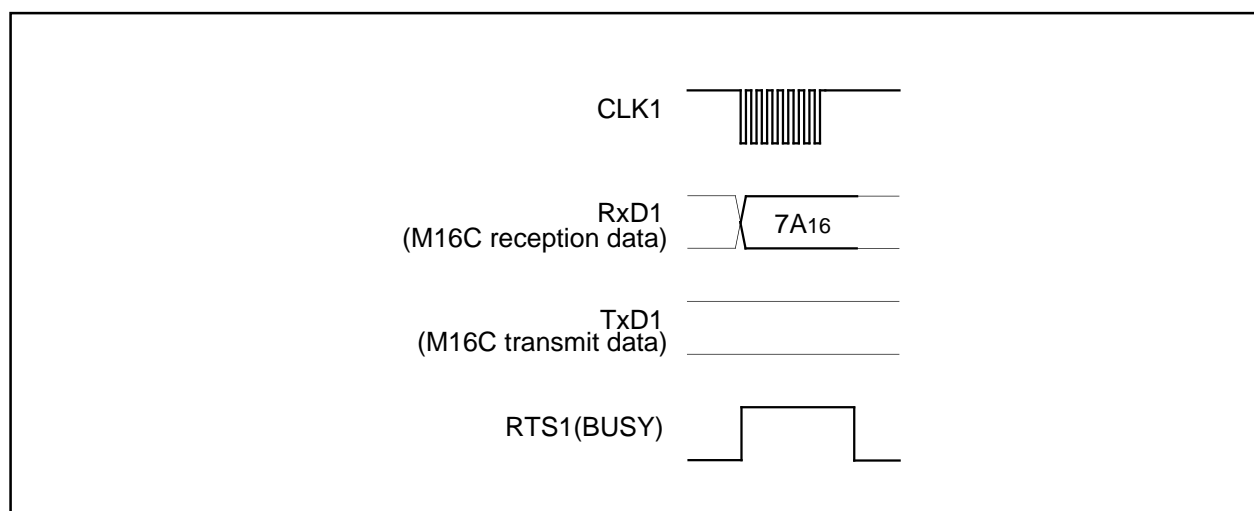 CLK1
RxD1
(M16C reception data)
7A16
TxD1
(M16C transmit data)
RTS1(BUSY)